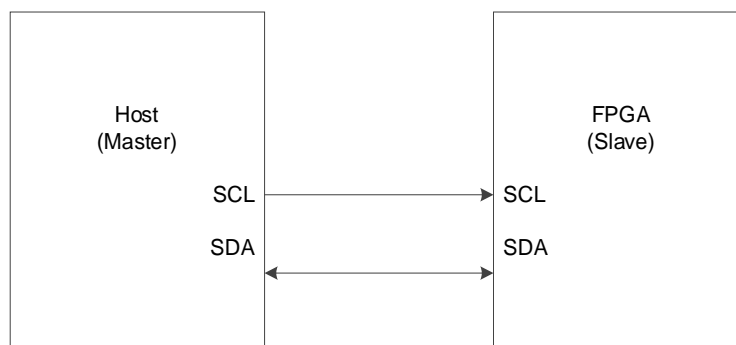 Host
(Master)
FPGA
(Slave)
SCL
SCL
SDA
SDA